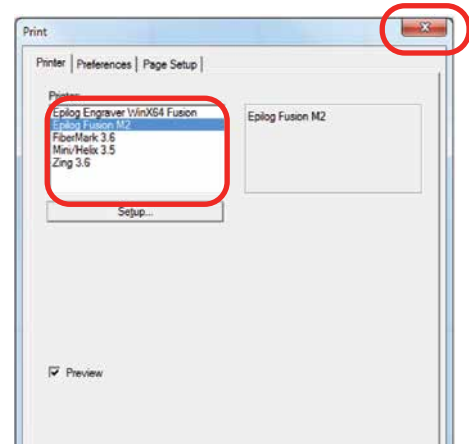 Print
Printer Preferences Page Setup
Printer
Epilog Engraver WinX64 Fusion
Epilog Fusion M2
FiberMark 3.6
Mini/Helix 3.5
Zing 3.6
Epilog Fusion M2
Setup...
Preview